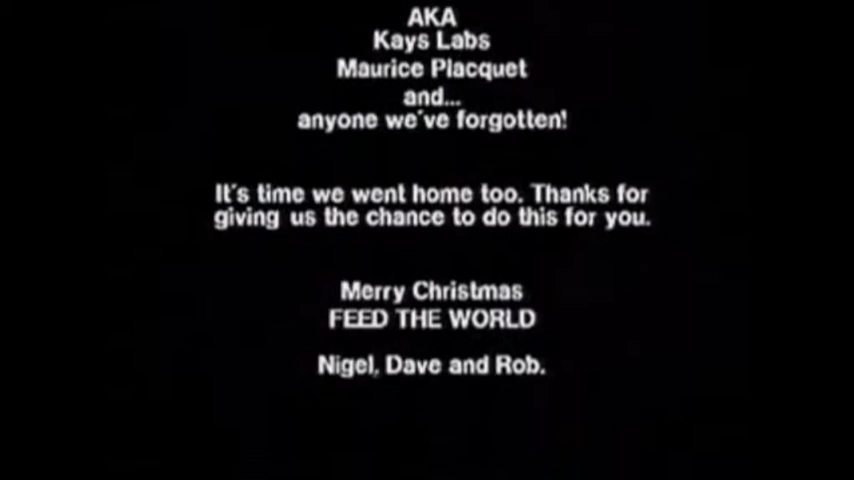 AKA
Kays Labs
Maurice Placquet
and...
anyone we've forgotten!
It's time we went home too. Thanks for
giving us the chance to do this for you.
Merry Christmas
FEED THE WORLD
Nigel, Dave and Rob.